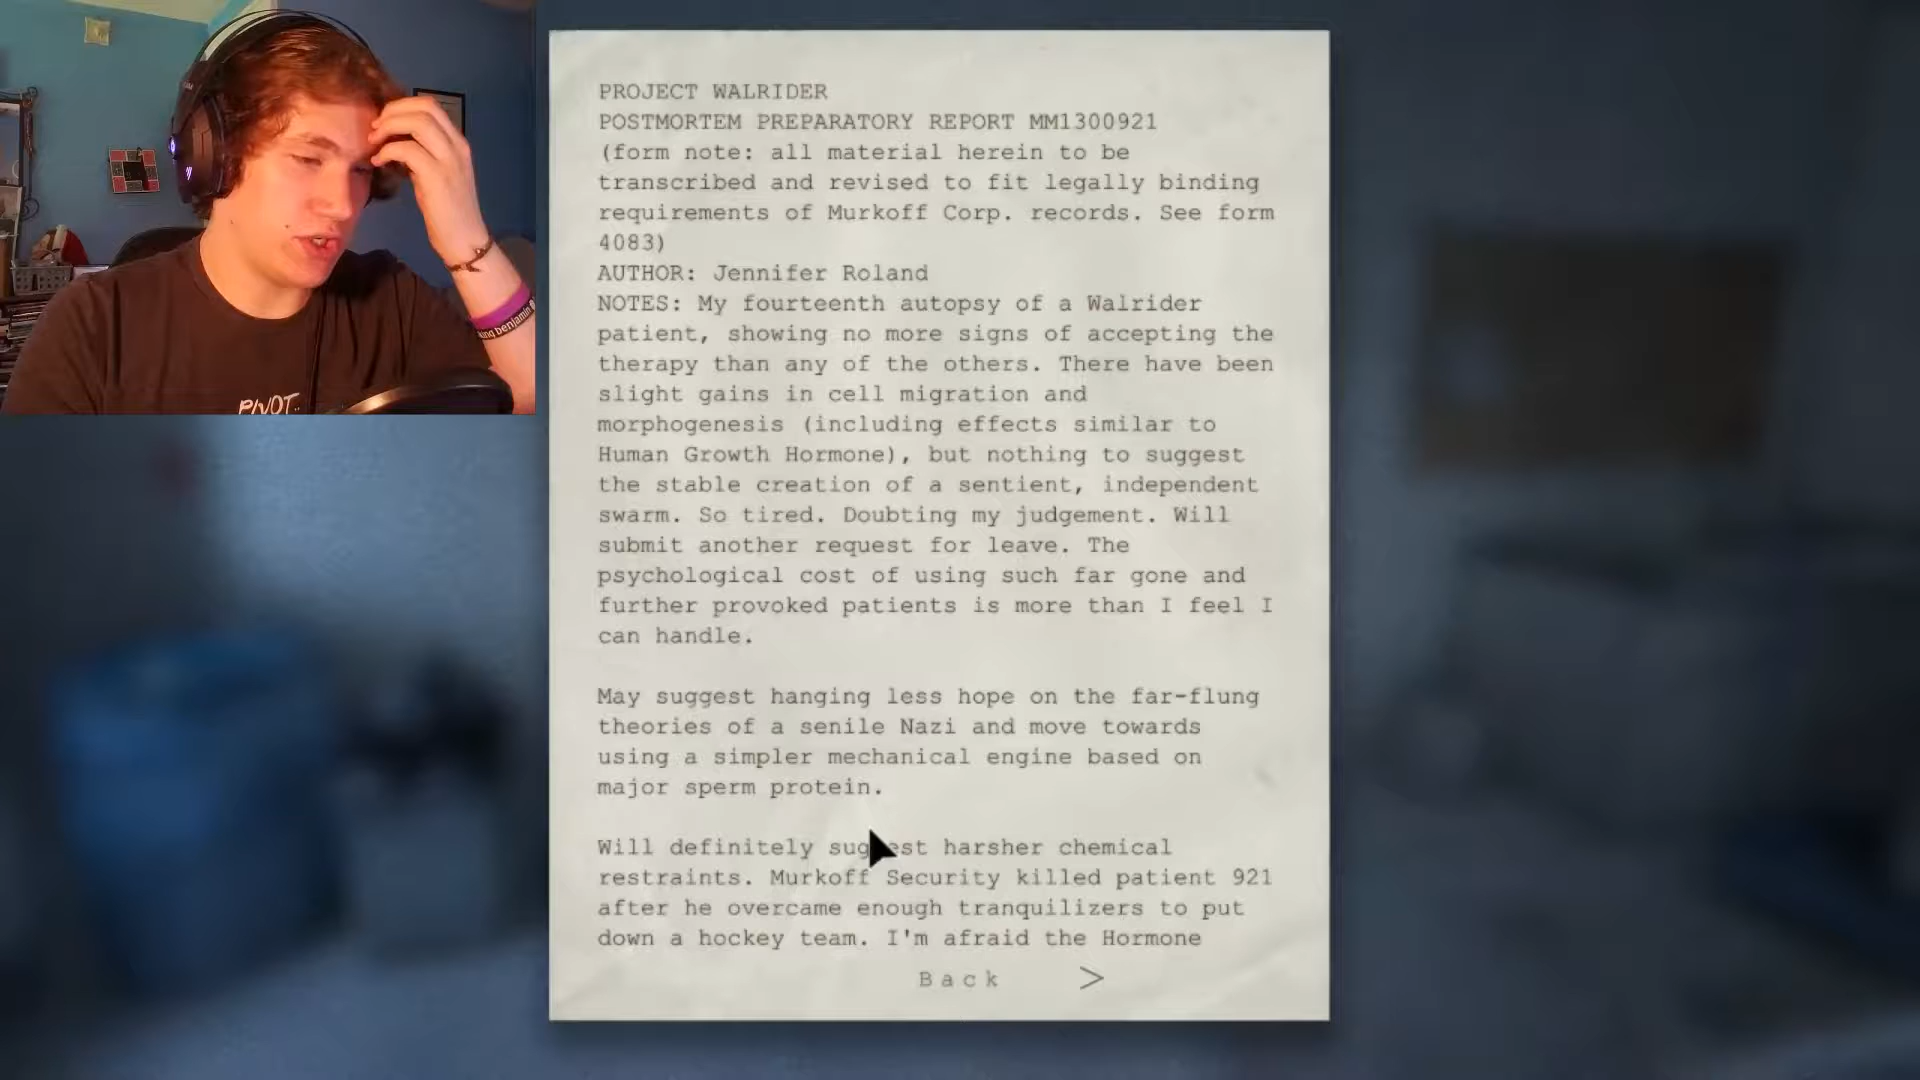 PROJECT WALRIDER
POSTMORTEM PREPARATORY REPORT MM1300921
(form note: all material herein to be
transcribed and revised to fit legally binding
requirements of Murkoff Corp. records. See form
4083)
AUTHOR: Jennifer Roland
NOTES: My fourteenth autopsy of a Walrider
patient, showing no more signs of accepting the
therapy than any of the others. There have been
slight gains in cell migration and
morphogenesis (including effects similar to
Human Growth Hormone), but nothing to suggest
the stable creation of a sentient, independent
swarm. So tired. Doubting my judgement. Will
submit another request for leave. The
psychological cost of using such far gone and
further provoked patients is more than I feel I
can handle.
May suggest hanging less hope on the far-flung
theories of a senile Nazi and move towards
using a simpler mechanical engine based on
major sperm protein.
Will definitely suggest harsher chemical
restraints. Murkoff Security killed patient 921
after he overcame enough tranquilizers to put
down a hockey team. I'm afraid the Hormone
Back >
PIVOT
benjamin